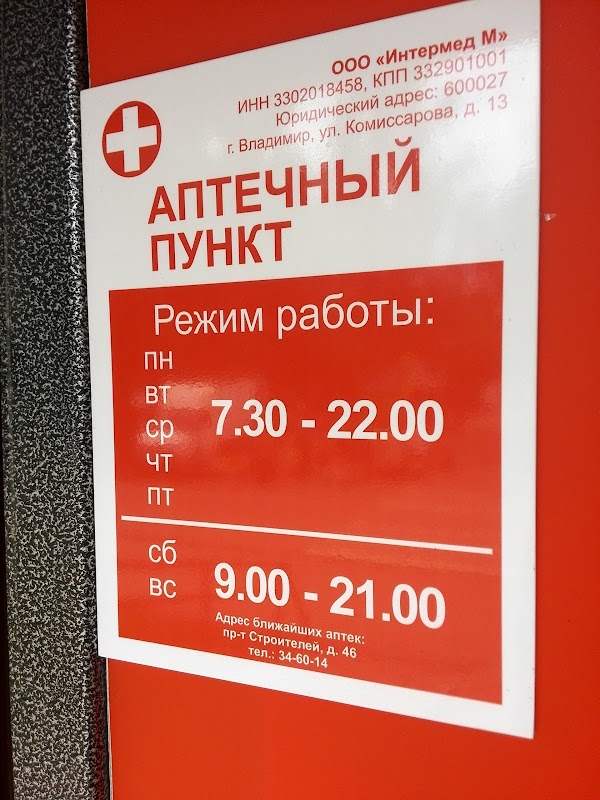 ООО «Интермед М»
ИНН 3302018458, КПП 332901001
Юридический адрес: 600027
г. Владимир, ул. Комиссарова, д. 13
АПТЕЧНЫЙ
ПУНКТ
Режим работы:
пн
вт
ср 7.30 - 22.00
чт
пт
сб
вс 9.00 - 21.00
Адрес ближайших аптек:
пр-т Строителей, д. 46
тел.: 34-60-14